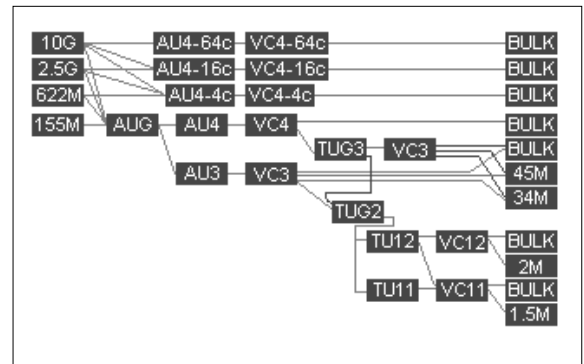 10G AU4-64c VC4-64c BULK
2.5G AU4-16c VC4-16c BULK
622M AU4-4c VC4-4c BULK
155M AUG AU4 VC4 BULK
TUG3 VC3 BULK
AU3 VC3 45M
34M
TUG2
TU12 VC12 BULK
2M
TU11 VC11 BULK
1.5M